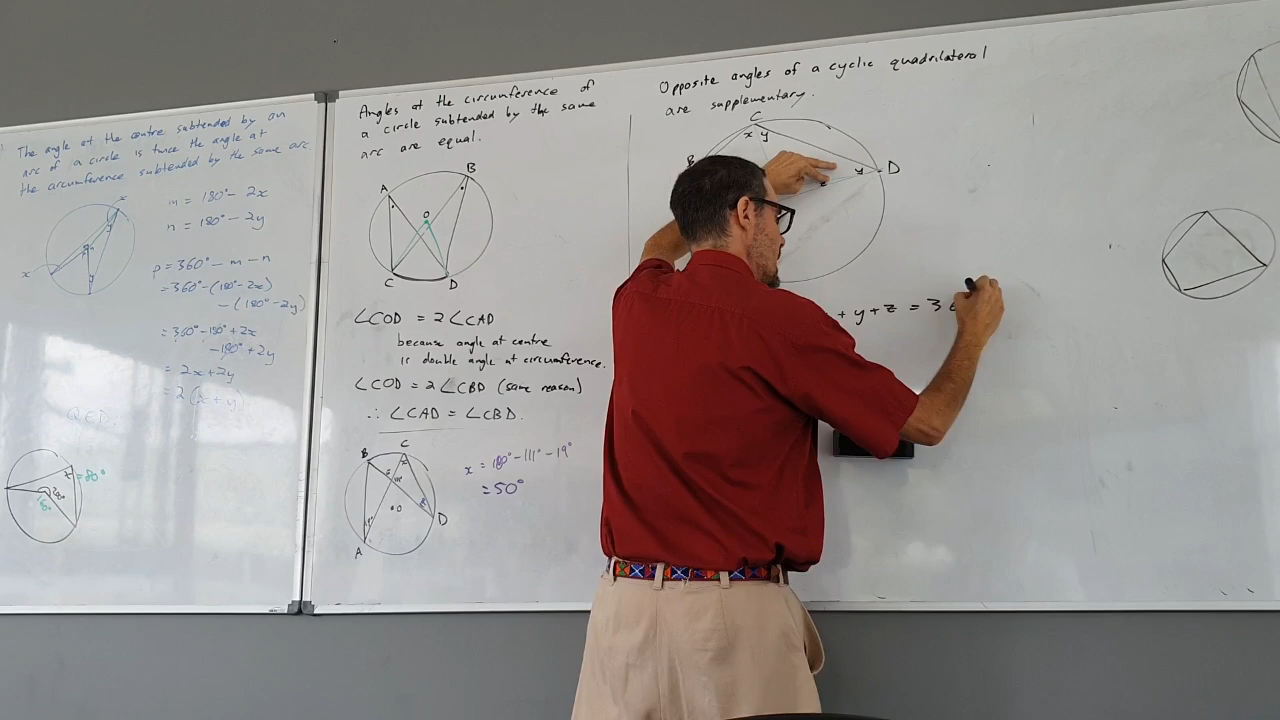 The angle at the centre subtended by an
arc of a circle is twice the angle at
the circumference subtended by the same arc
x
y
m = 180° - 2x
n = 180° - 2y
p = 360° - m - n
= 360° - (180° - 2x)
- (180° - 2y)
= 360° - 180° + 2x
- 180° + 2y
= 2x + 2y
= 2(x + y)
Q.E.D.
= 80°
Angles at the circumference of
a circle subtended by the same
arc are equal.
A
B
O
C
D
∠COD = 2∠CAD
because angle at centre
is double angle at circumference.
∠COD = 2∠CBD (same reason)
∴ ∠CAD = ∠CBD.
B
C
x
111°
O
D
A
x = 180° - 111° - 19°
= 50°
Opposite angles of a cyclic quadrilateral
are supplementary.
C
x y
B
y D
z
+ y + z = 3